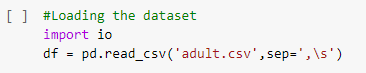 [ ] #Loading the dataset
import io
df = pd.read_csv('adult.csv',sep=',\s')